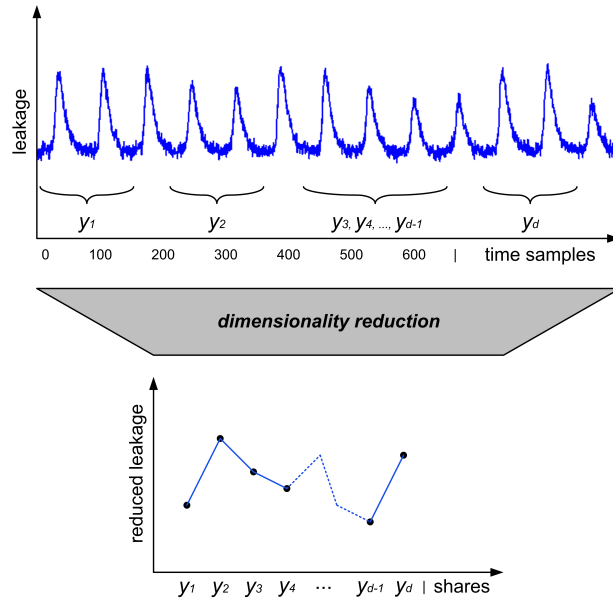 leakage
y1 y2 y3, y4, ..., yd-1 yd
0 100 200 300 400 500 600 | time samples
dimensionality reduction
reduced leakage
y1 y2 y3 y4 ... yd-1 yd | shares